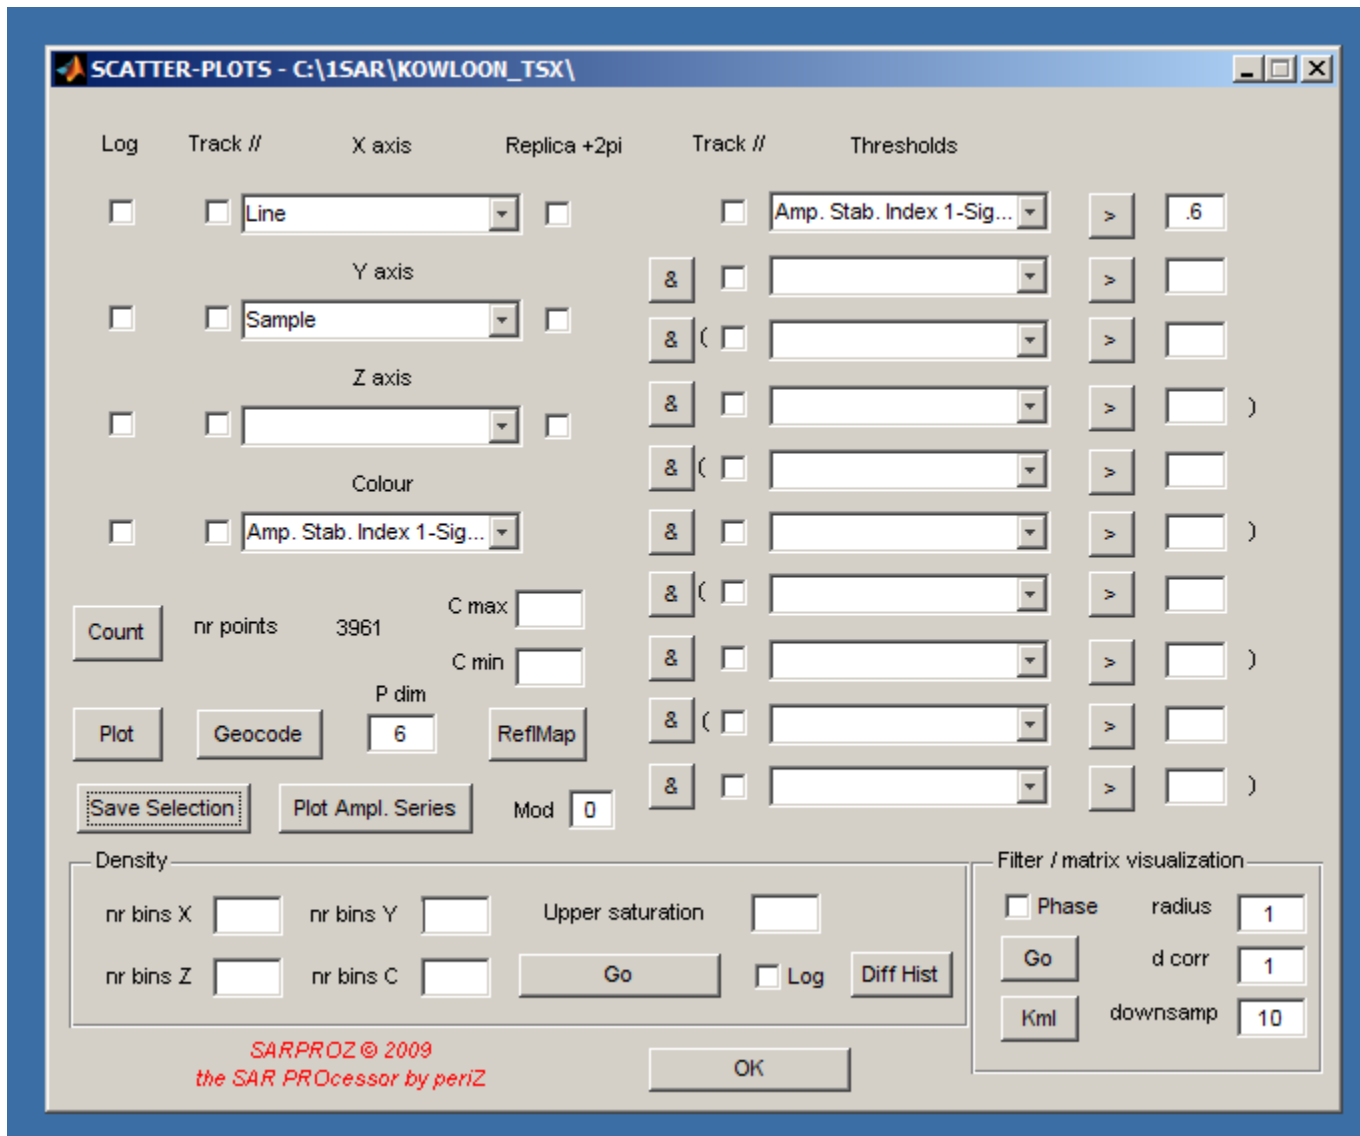 SCATTER-PLOTS - C:\1SAR\KOWLOON_TSX\
Log Track // X axis Replica +2pi Track // Thresholds
Line Amp. Stab. Index 1-Sig... > .6
Y axis & >
Sample
& ( >
Z axis
& > )
& ( >
Colour
Amp. Stab. Index 1-Sig... & > )
& ( >
Count nr points 3961 C max
C min & > )
P dim
Plot Geocode 6 ReflMap & ( >
& > )
Save Selection Plot Ampl. Series Mod 0
Density Filter / matrix visualization
nr bins X nr bins Y Upper saturation Phase radius 1
nr bins Z nr bins C Go Log Diff Hist Go d corr 1
Kml downsamp 10
SARPROZ © 2009
the SAR PROcessor by periZ
OK